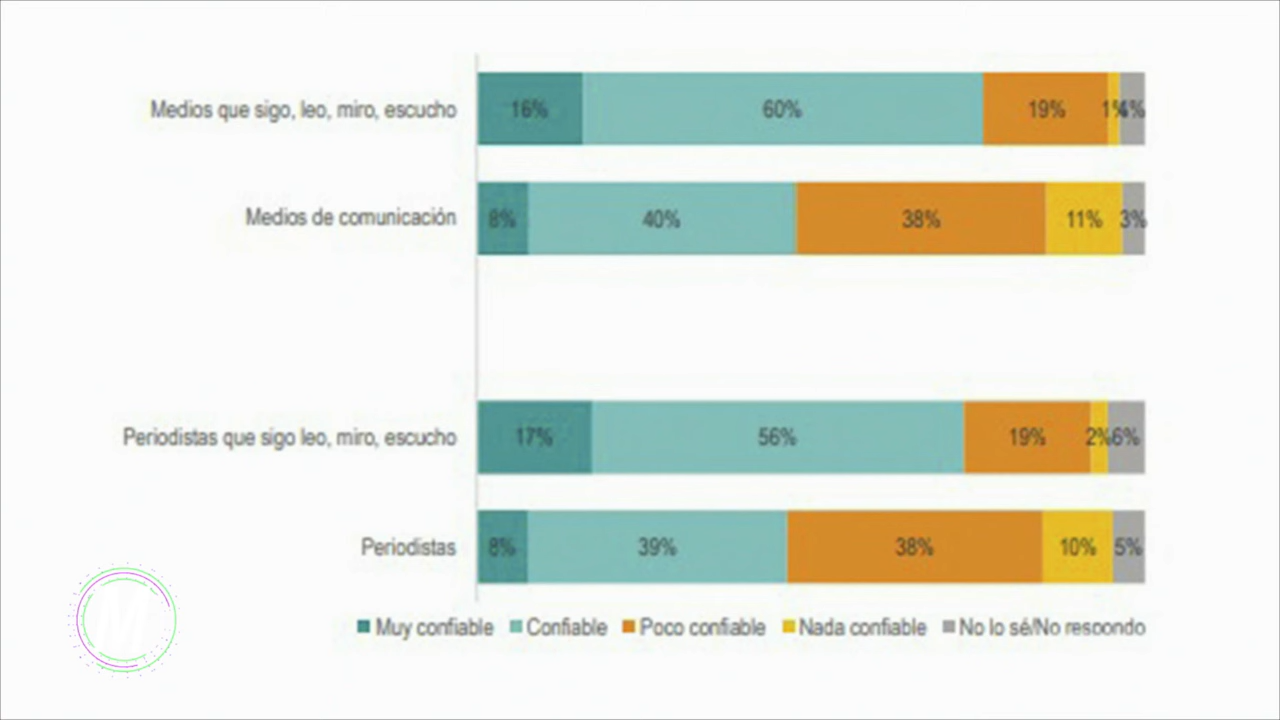 Medios que sigo, leo, miro, escucho 16% 60% 19% 1% 4%
Medios de comunicación 8% 40% 38% 11% 3%
Periodistas que sigo leo, miro, escucho 17% 56% 19% 2% 6%
Periodistas 8% 39% 38% 10% 5%
Muy confiable Confiable Poco confiable Nada confiable No lo sé/No respondo
M